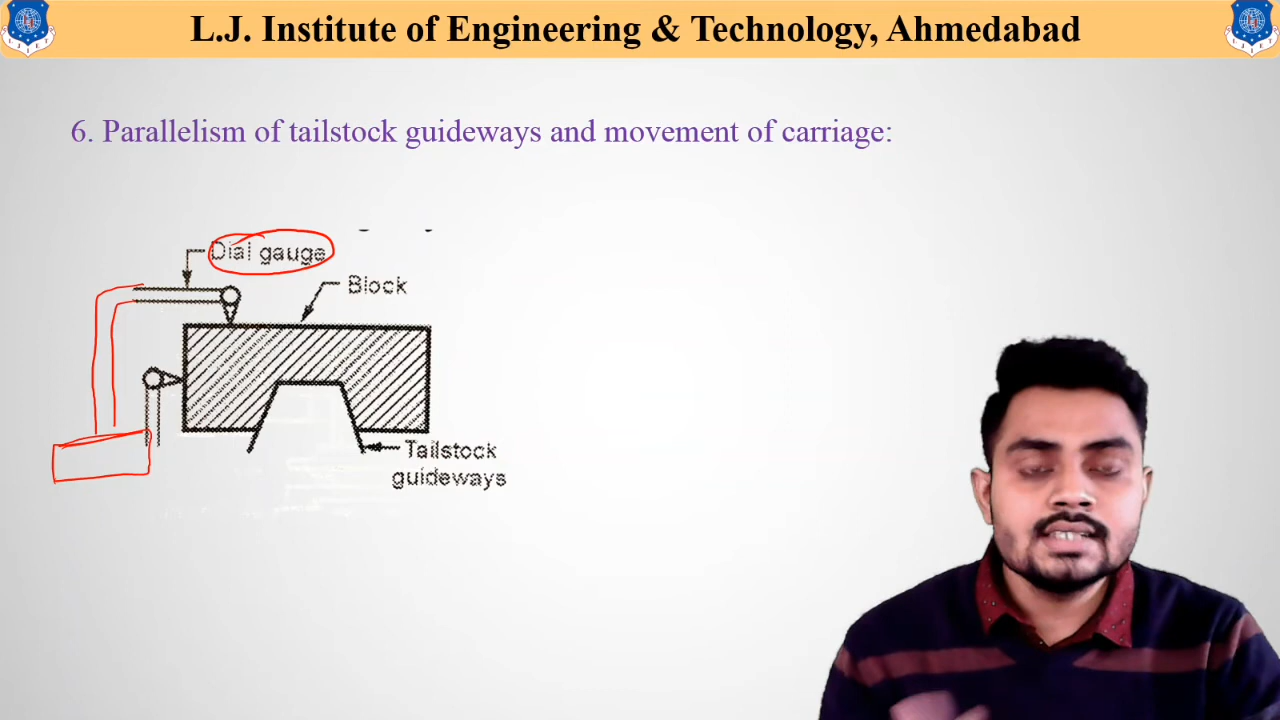 L.J. Institute of Engineering & Technology, Ahmedabad
6. Parallelism of tailstock guideways and movement of carriage:
Dial gauge
Block
Tailstock
guideways